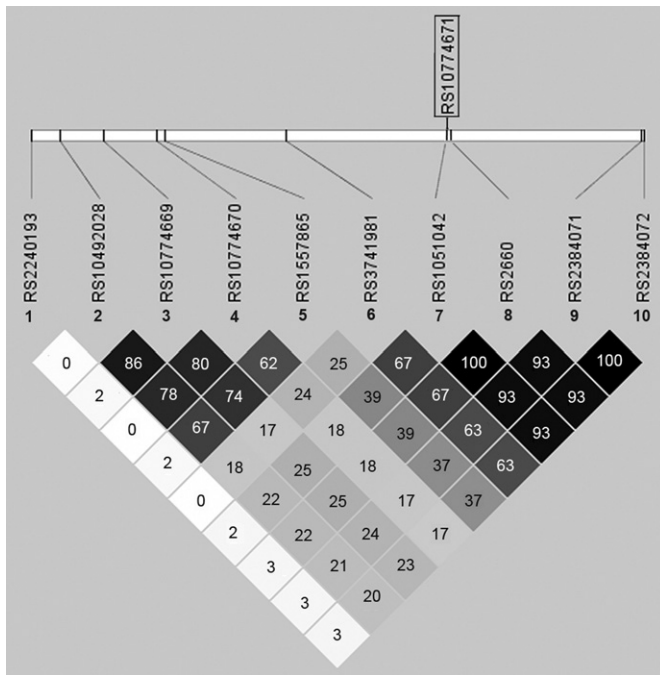 RS10774671
RS2240193
RS10492028
RS10774669
RS10774670
RS1557865
RS3741981
RS1051042
RS2660
RS2384071
RS2384072
1 2 3 4 5 6 7 8 9 10
0 86 80 62 25 67 100 93 100
2 78 74 24 39 67 93 93
0 67 17 18 39 63 93
2 18 25 18 37 63
0 22 25 17 37
2 22 24 17
3 21 23
3 20
3